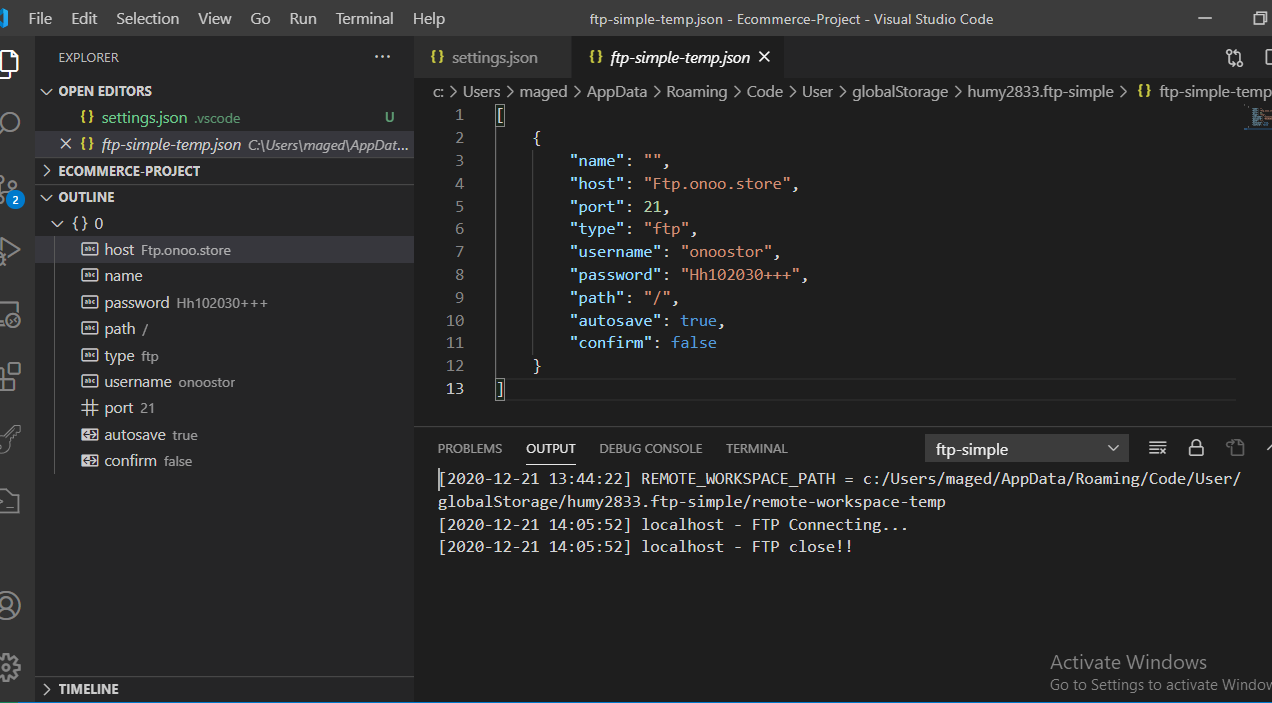 File Edit Selection View Go Run Terminal Help ftp-simple-temp.json - Ecommerce-Project - Visual Studio Code
EXPLORER
OPEN EDITORS
settings.json .vscode U
ftp-simple-temp.json C:\Users\maged\AppDat...
ECOMMERCE-PROJECT
OUTLINE
{} 0
host Ftp.onoo.store
name
password Hh102030+++
path /
type ftp
username onoostor
port 21
autosave true
confirm false
TIMELINE
2
settings.json ftp-simple-temp.json
c: > Users > maged > AppData > Roaming > Code > User > globalStorage > humy2833.ftp-simple > {} ftp-simple-temp
1 [
2 {
3 "name": "",
4 "host": "Ftp.onoo.store",
5 "port": 21,
6 "type": "ftp",
7 "username": "onoostor",
8 "password": "Hh102030+++",
9 "path": "/",
10 "autosave": true,
11 "confirm": false
12 }
13 ]
PROBLEMS OUTPUT DEBUG CONSOLE TERMINAL ftp-simple
[2020-12-21 13:44:22] REMOTE_WORKSPACE_PATH = c:/Users/maged/AppData/Roaming/Code/User/
globalStorage/humy2833.ftp-simple/remote-workspace-temp
[2020-12-21 14:05:52] localhost - FTP Connecting...
[2020-12-21 14:05:52] localhost - FTP close!!
Activate Windows
Go to Settings to activate Window